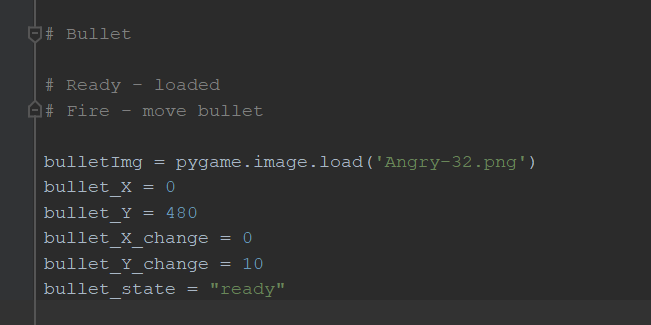 # Bullet
# Ready - loaded
# Fire - move bullet
bulletImg = pygame.image.load('Angry-32.png')
bullet_X = 0
bullet_Y = 480
bullet_X_change = 0
bullet_Y_change = 10
bullet_state = "ready"